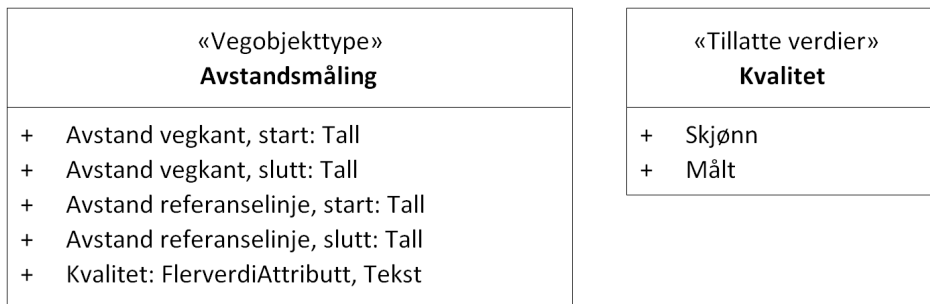 «Vegobjekttype»
Avstandsmåling
+ Avstand vegkant, start: Tall
+ Avstand vegkant, slutt: Tall
+ Avstand referanselinje, start: Tall
+ Avstand referanselinje, slutt: Tall
+ Kvalitet: FlerverdiAttributt, Tekst
«Tillatte verdier»
Kvalitet
+ Skjønn
+ Målt